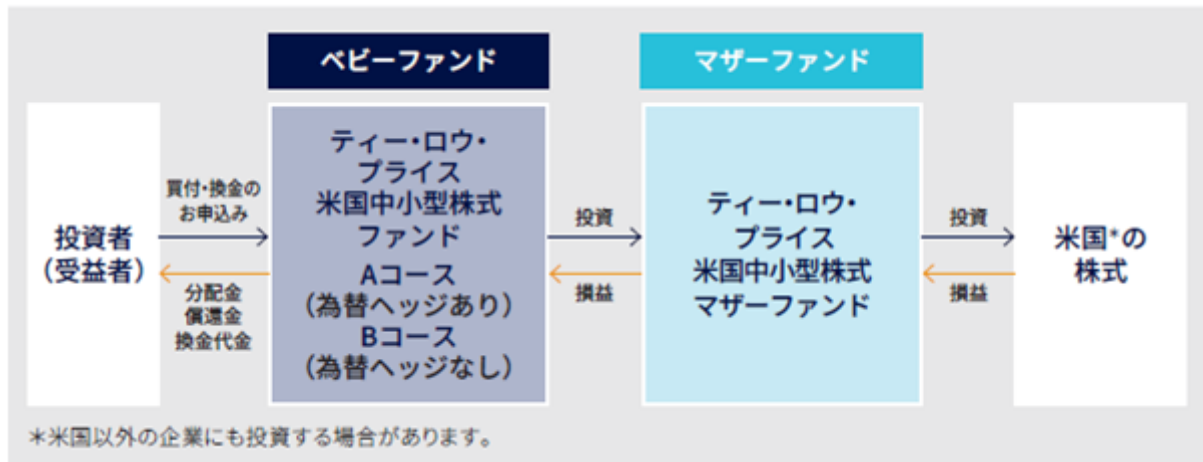 ベビーファンド
マザーファンド
投資者
（受益者）
買付・換金の
お申込み
分配金
償還金
換金代金
ティー・ロウ・
プライス
米国中小型株式
ファンド
Aコース
（為替ヘッジあり）
Bコース
（為替ヘッジなし）
投資
損益
ティー・ロウ・
プライス
米国中小型株式
マザーファンド
投資
損益
米国*の
株式
＊米国以外の企業にも投資する場合があります。